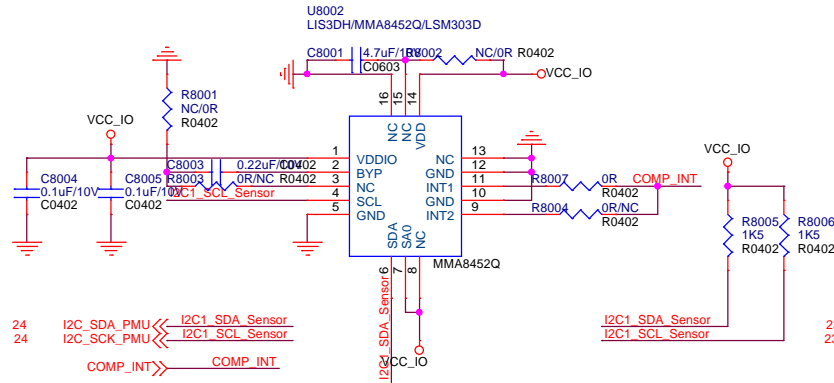 U8002
LIS3DH/MMA8452Q/LSM303D
C8001
4.7uF/10V
R8002
NC/0R
R0402
C0603
VCC_IO
R8001
NC/0R
R0402
VCC_IO
16
15
14
NC
NC
VDD
VCC_IO
1
VDDIO
2
BYP
3
NC
4
SCL
5
GND
NC
13
GND
12
INT1
11
GND
10
INT2
9
C8003
0.22uF/10V
C0402
R8003
0R/NC
R0402
I2C1_SCL_Sensor
C8004
0.1uF/10V
C0402
C8005
0.1uF/10V
C0402
R8007
0R
R0402
COMP_INT
R8004
0R/NC
R0402
R8005
1K5
R0402
R8006
1K5
R0402
SDA
SA0
NC
6
7
8
MMA8452Q
I2C1_SDA_Sensor
VCC_IO
24
I2C_SDA_PMU
I2C1_SDA_Sensor
24
I2C_SCK_PMU
I2C1_SCL_Sensor
COMP_INT
COMP_INT
I2C1_SDA_Sensor
I2C1_SCL_Sensor